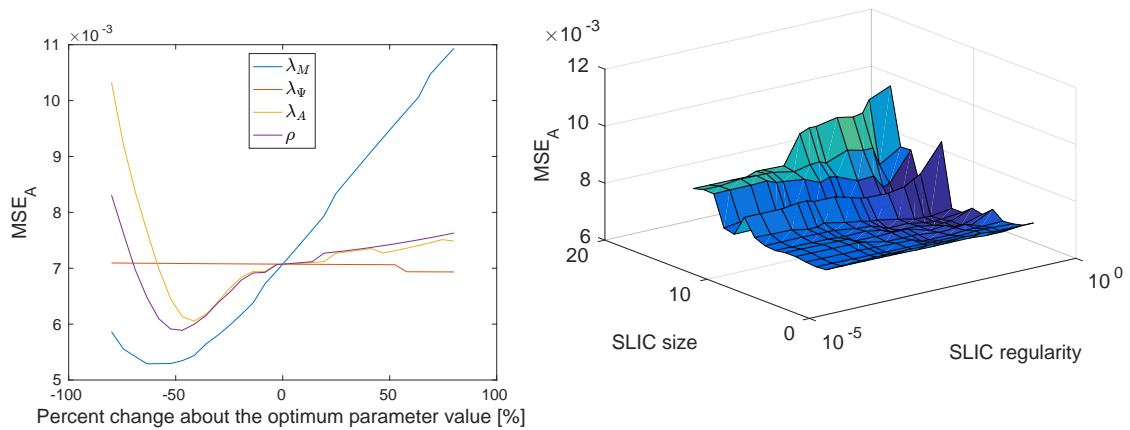 ×10⁻³
11
10
9
8
7
6
5
MSE_A
-100 -50 0 50 100
Percent change about the optimum parameter value [%]
λ_M
λ_Ψ
λ_A
ρ
×10⁻³
12
10
8
6
MSE_A
20
10
0
SLIC size
10⁻⁵
10⁰
SLIC regularity